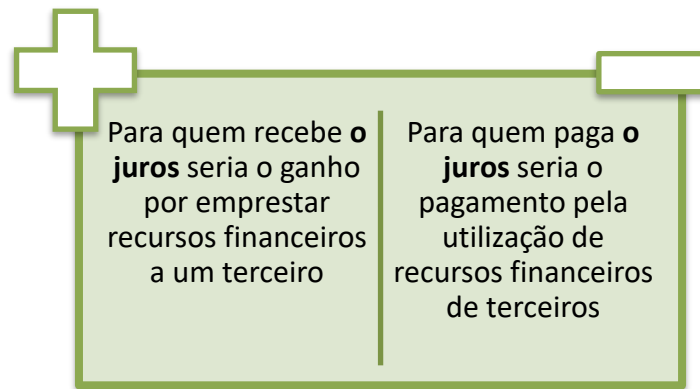 Para quem recebe o
juros seria o ganho
por emprestar
recursos financeiros
a um terceiro
Para quem paga o
juros seria o
pagamento pela
utilização de
recursos financeiros
de terceiros